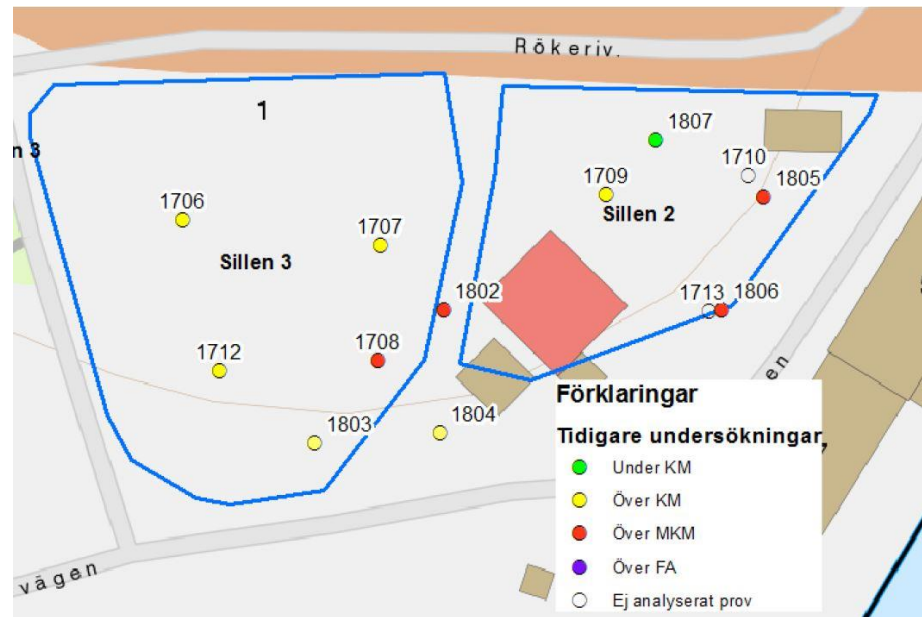 Rökeriv.
1
1807
n 3
1710
1709
1805
1706
Sillen 2
1707
Sillen 3
1802
1713
1806
1708
1712
en
1804
1803
Förklaringar
Tidigare undersökningar,
Under KM
Över KM
Över MKM
Över FA
vägen
Ej analyserat prov